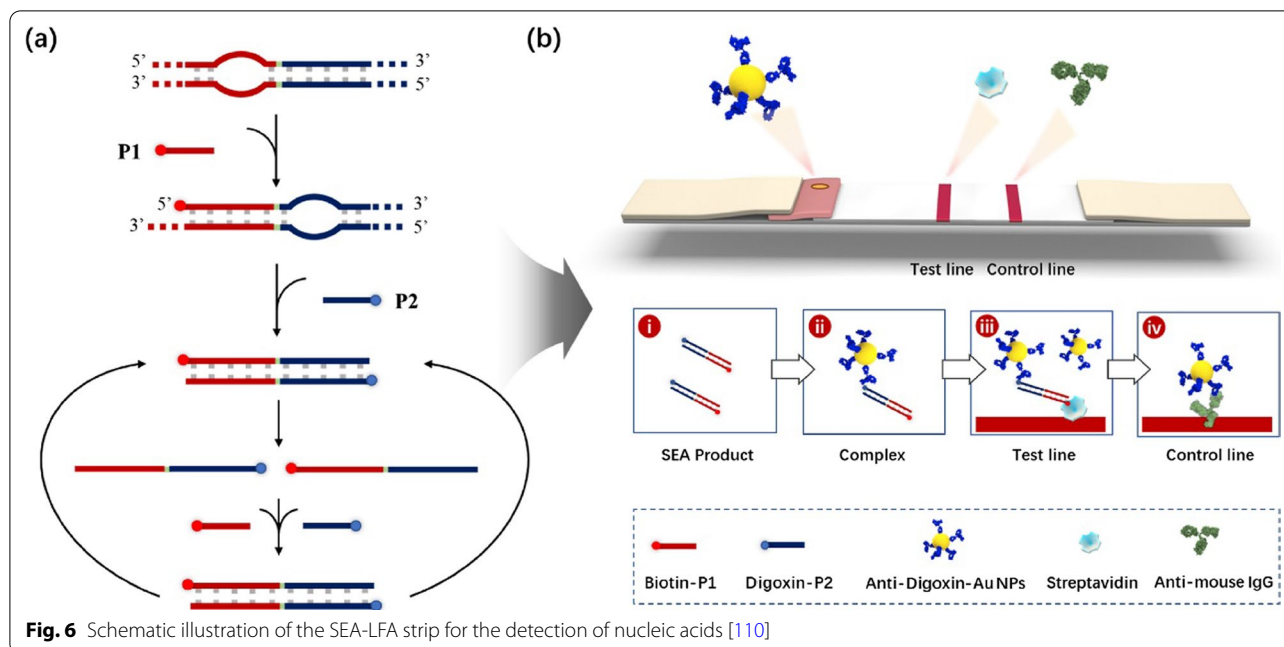 (a)
5’ 3’
3’ 5’
P1
5’ 3’
3’ 5’
P2
(b)
Test line Control line
i ii iii iv
SEA Product Complex Test line Control line
Biotin-P1 Digoxin-P2 Anti-Digoxin-Au NPs Streptavidin Anti-mouse IgG
Fig. 6 Schematic illustration of the SEA-LFA strip for the detection of nucleic acids [110]